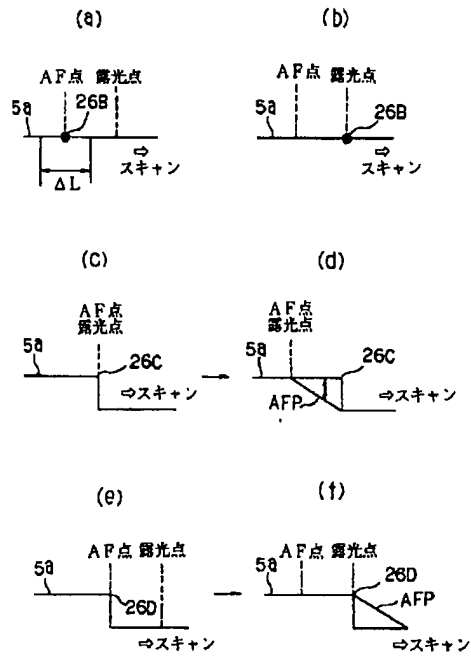 (a)
AF点 露光点
26B
5a
⇨
スキャン
ΔL
(b)
AF点 露光点
26B
5a
⇨
スキャン
(c)
AF点
露光点
5a
26C
⇨スキャン
(d)
AF点
露光点
5a
26C
AFP
⇨スキャン
(e)
AF点 露光点
5a
26D
⇨スキャン
(f)
AF点 露光点
5a
26D
AFP
⇨スキャン